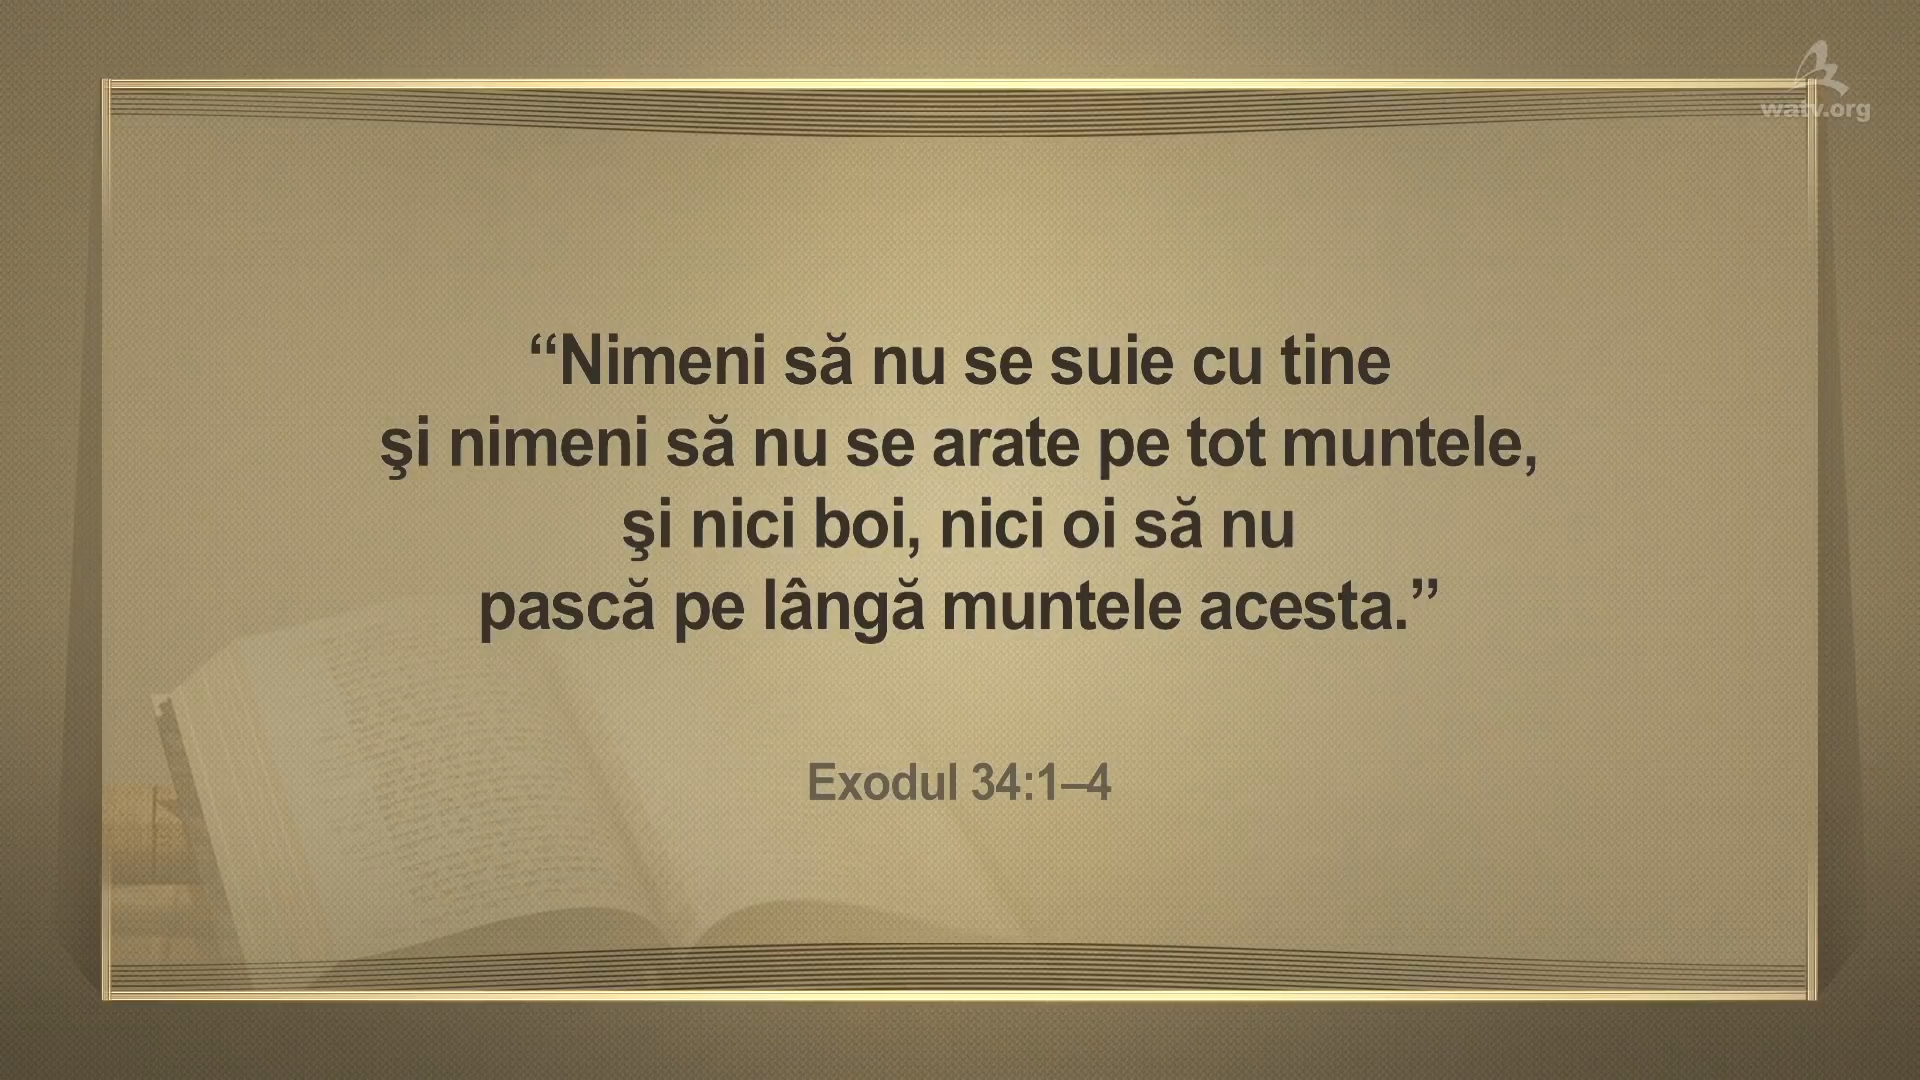 watv.org
“Nimeni să nu se suie cu tine
şi nimeni să nu se arate pe tot muntele,
şi nici boi, nici oi să nu
pască pe lângă muntele acesta.”
Exodul 34:1–4